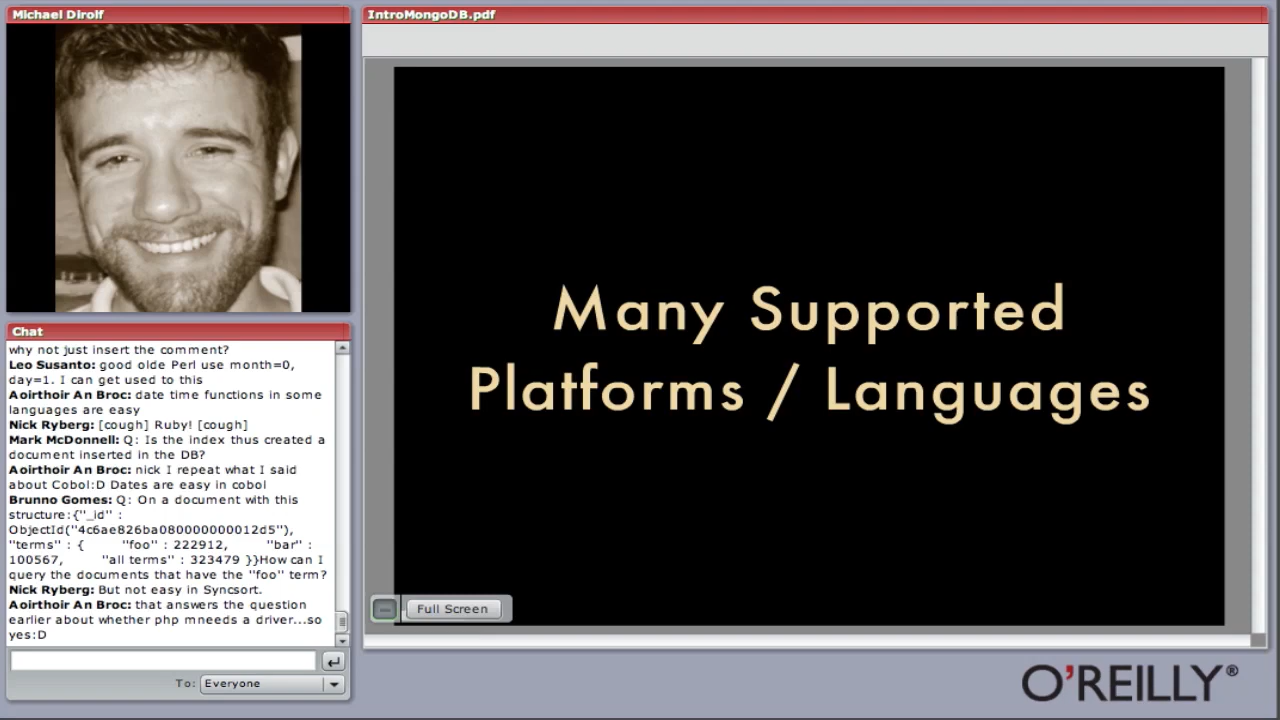 Michael Dirolf
Chat
why not just insert the comment?
Leo Susanto: good olde Perl use month=0,
day=1. I can get used to this
Aoirthoir An Broc: date time functions in some
languages are easy
Nick Ryberg: [cough] Ruby! [cough]
Mark McDonnell: Q: Is the index thus created a
document inserted in the DB?
Aoirthoir An Broc: nick I repeat what I said
about Cobol:D Dates are easy in cobol
Brunno Gomes: Q: On a document with this
structure:{"_id" :
ObjectId("4c6ae826ba080000000012d5"),
"terms" : { "foo" : 222912, "bar" :
100567, "all terms" : 323479 }}How can I
query the documents that have the "foo" term?
Nick Ryberg: But not easy in Syncsort.
Aoirthoir An Broc: that answers the question
earlier about whether php mneeds a driver...so
yes:D
To: Everyone
IntroMongoDB.pdf
Many Supported
Platforms / Languages
Full Screen
O'REILLY®